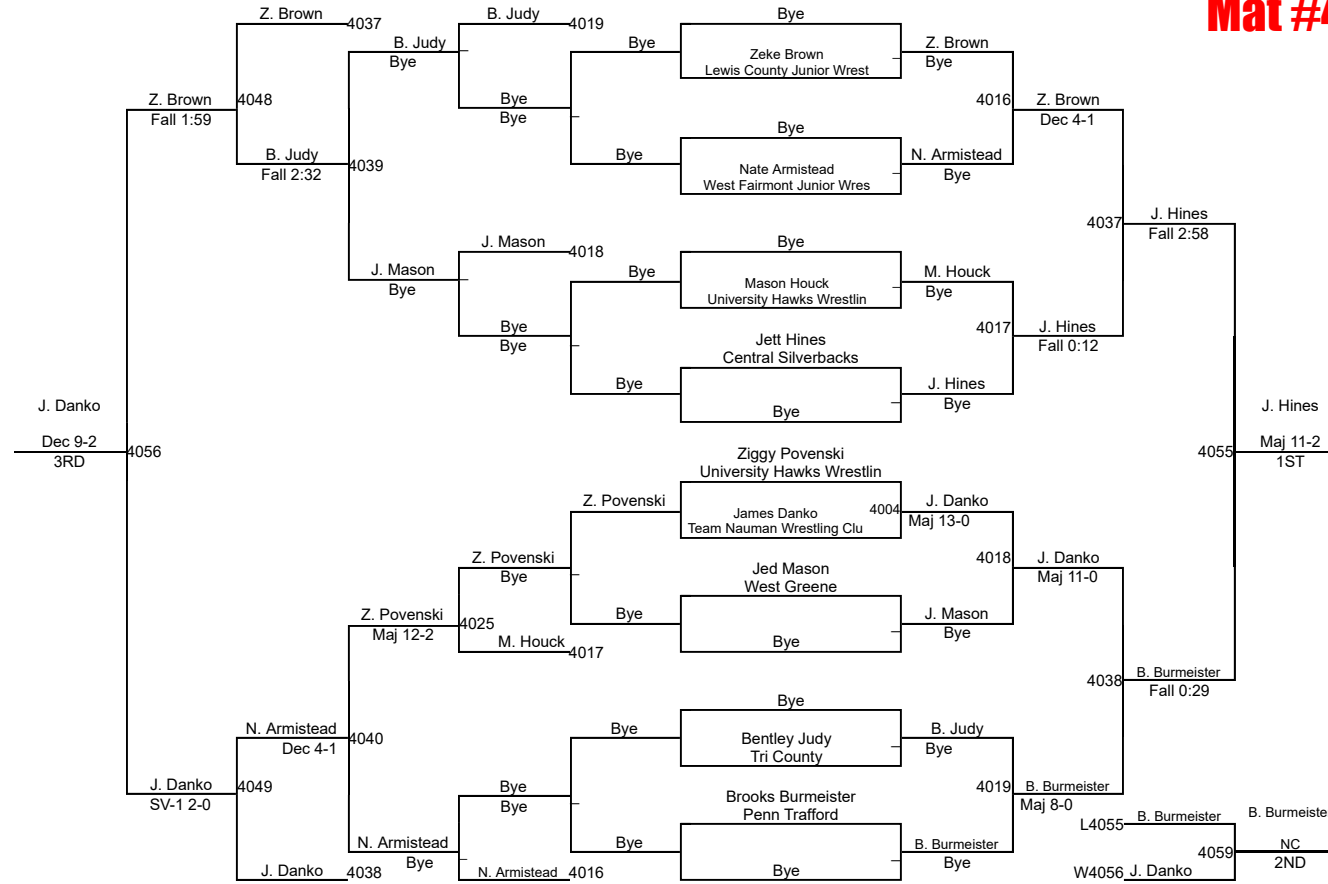 Mat #4
Z. Brown
4037
B. Judy
4019
Bye
B. Judy
Bye
Bye
Zeke Brown
Lewis County Junior Wrest
Z. Brown
Bye
Z. Brown
Fall 1:59
4048
Bye
Bye
4016
Z. Brown
Dec 4-1
Bye
B. Judy
Fall 2:32
4039
Bye
Nate Armistead
West Fairmont Junior Wres
N. Armistead
Bye
4037
J. Hines
Fall 2:58
J. Mason
4018
Bye
J. Mason
Bye
Bye
Mason Houck
University Hawks Wrestlin
M. Houck
Bye
Bye
Bye
4017
J. Hines
Fall 0:12
Jett Hines
Central Silverbacks
Bye
J. Hines
Bye
Bye
J. Danko
Dec 9-2
3RD
4056
J. Hines
4055
Maj 11-2
1ST
Ziggy Povenski
University Hawks Wrestlin
Z. Povenski
James Danko
Team Nauman Wrestling Clu
4004
J. Danko
Maj 13-0
Z. Povenski
Bye
Jed Mason
West Greene
4018
J. Danko
Maj 11-0
Z. Povenski
Maj 12-2
4025
Bye
J. Mason
Bye
M. Houck
4017
Bye
4038
B. Burmeister
Fall 0:29
Bye
N. Armistead
Dec 4-1
4040
Bye
Bentley Judy
Tri County
B. Judy
Bye
J. Danko
SV-1 2-0
4049
Bye
Bye
Brooks Burmeister
Penn Trafford
4019
B. Burmeister
Maj 8-0
L4055
B. Burmeister
N. Armistead
Bye
Bye
B. Burmeister
Bye
4059
NC
2ND
J. Danko
4038
N. Armistead
4016
Bye
W4056
J. Danko